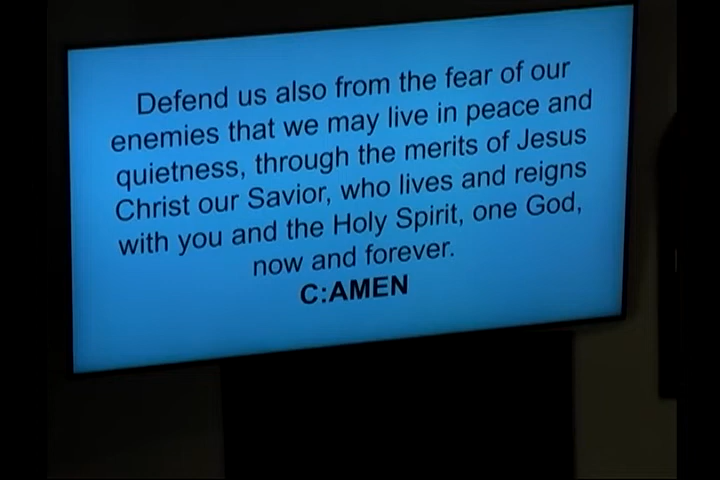 Defend us also from the fear of our
enemies that we may live in peace and
quietness, through the merits of Jesus
Christ our Savior, who lives and reigns
with you and the Holy Spirit, one God,
now and forever.
C:AMEN